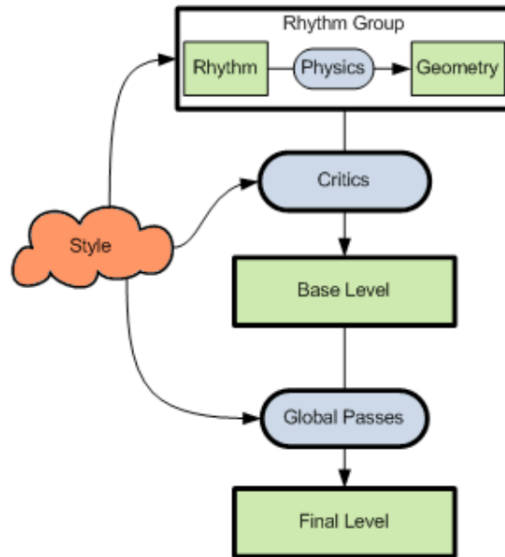 Rhythm Group
Rhythm
Physics
Geometry
Critics
Style
Base Level
Global Passes
Final Level